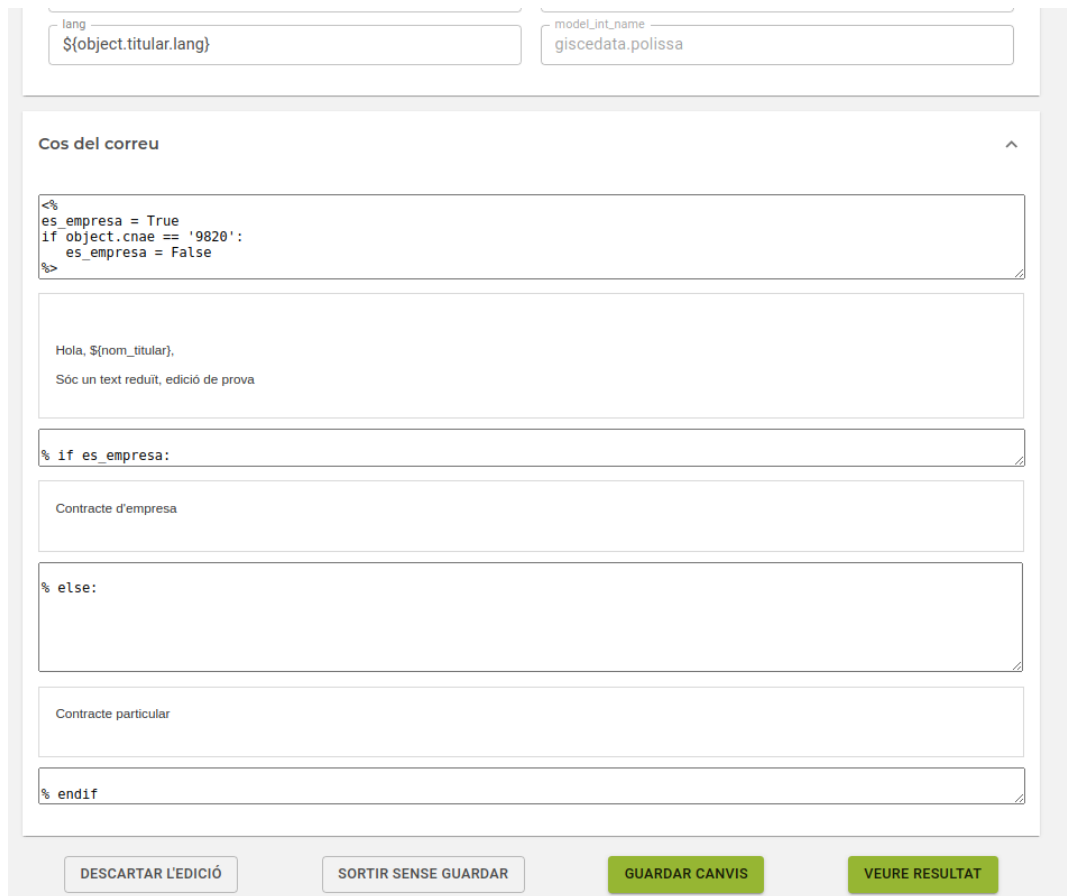 lang
${object.titular.lang}
model_int_name
giscedata.polissa
Cos del correu
<%
es_empresa = True
if object.cnae == '9820':
   es_empresa = False
%>
Hola, ${nom_titular},
Sóc un text reduït, edició de prova
% if es_empresa:
Contracte d'empresa
% else:
Contracte particular
% endif
DESCARTAR L'EDICIÓ
SORTIR SENSE GUARDAR
GUARDAR CANVIS
VEURE RESULTAT